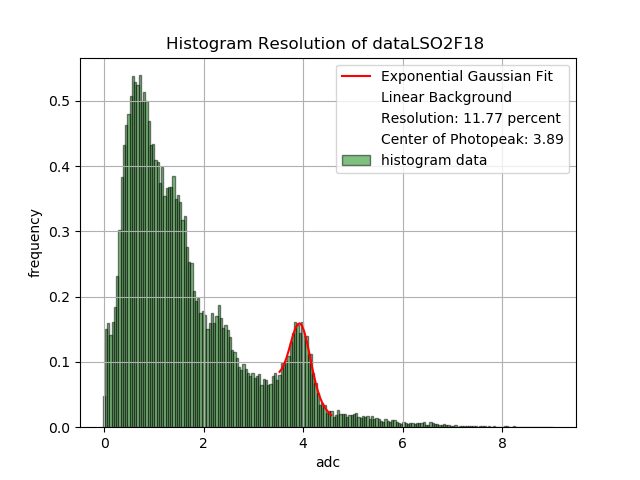 Histogram Resolution of dataLSO2F18
Exponential Gaussian Fit
Linear Background
Resolution: 11.77 percent
Center of Photopeak: 3.89
histogram data
frequency
0.5
0.4
0.3
0.2
0.1
0.0
0 2 4 6 8
adc